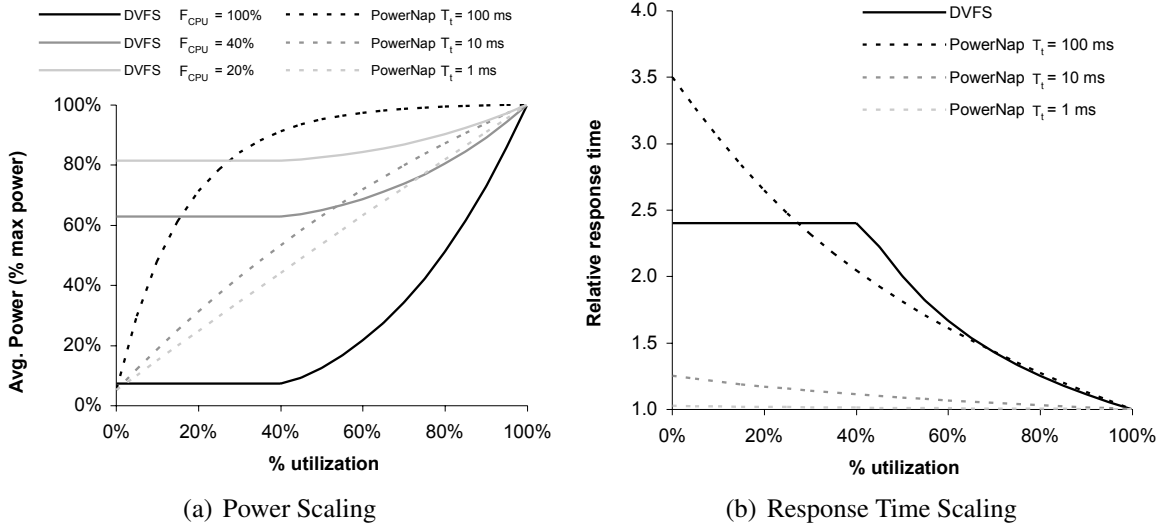 DVFS F_CPU = 100%
PowerNap T_t = 100 ms
DVFS F_CPU = 40%
PowerNap T_t = 10 ms
DVFS F_CPU = 20%
PowerNap T_t = 1 ms
Avg. Power (% max power)
100%
80%
60%
40%
20%
0%
0% 20% 40% 60% 80% 100%
% utilization
(a) Power Scaling
DVFS
PowerNap T_t = 100 ms
PowerNap T_t = 10 ms
PowerNap T_t = 1 ms
Relative response time
4.0
3.5
3.0
2.5
2.0
1.5
1.0
0% 20% 40% 60% 80% 100%
% utilization
(b) Response Time Scaling